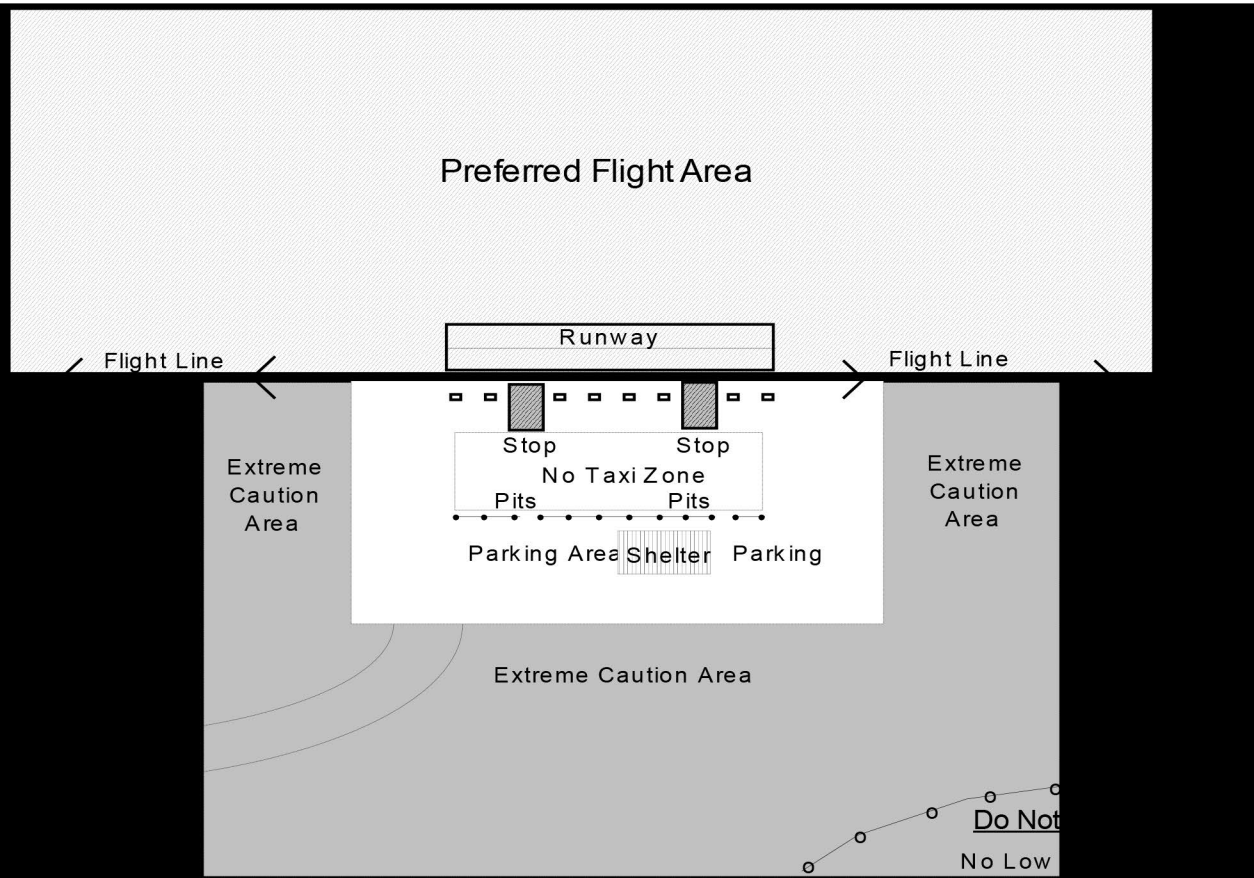 Preferred Flight Area
Runway
Flight Line
Flight Line
Stop
Stop
Extreme
Caution
Area
No Taxi Zone
Extreme
Caution
Area
Pits
Pits
Parking Area
Shelter
Parking
Extreme Caution Area
Do Not
No Low